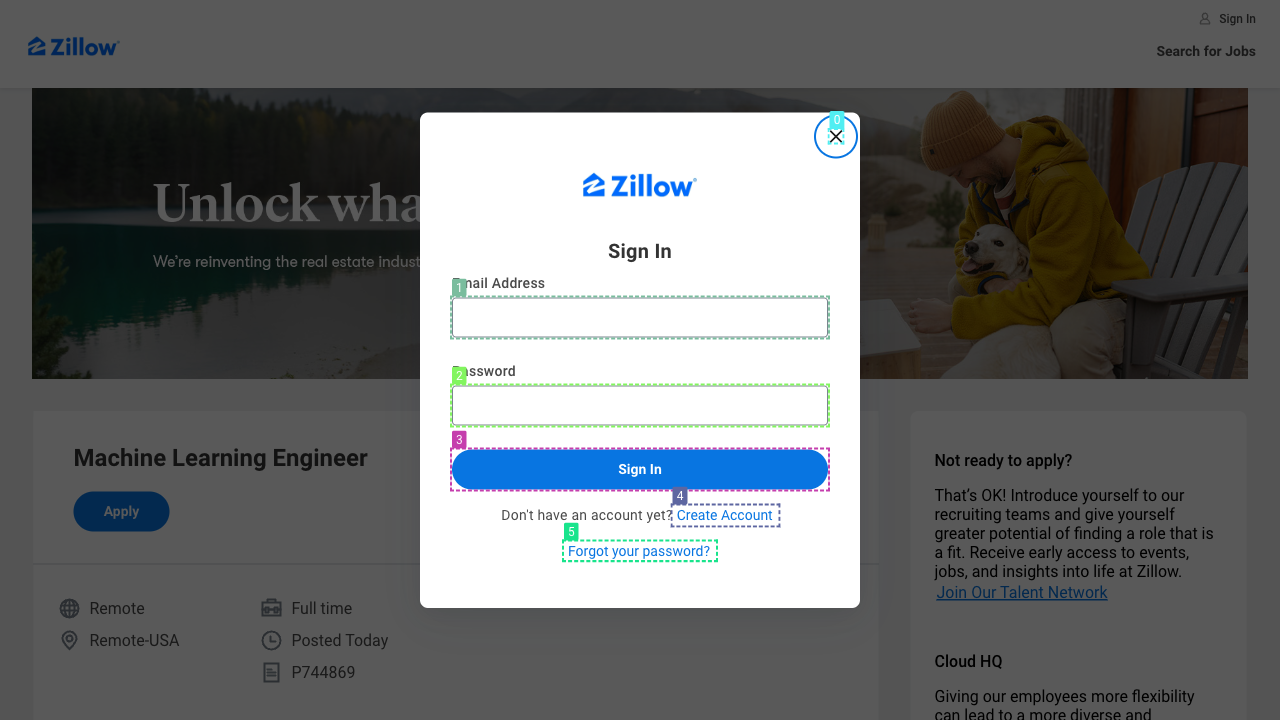 Sign In
Zillow
Search for Jobs
Unlock wha
We're reinventing the real estate indust
0
Zillow
Sign In
1 mail Address
2 ssword
3
Sign In
4
Don't have an account yet? Create Account
5
Forgot your password?
Machine Learning Engineer
Apply
Remote
Full time
Remote-USA
Posted Today
P744869
Not ready to apply?
That's OK! Introduce yourself to our
recruiting teams and give yourself
greater potential of finding a role that is
a fit. Receive early access to events,
jobs, and insights into life at Zillow.
Join Our Talent Network
Cloud HQ
Giving our employees more flexibility
can lead to a more diverse and